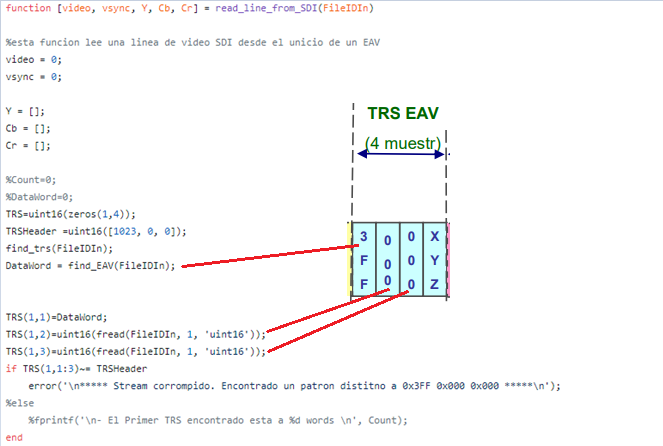 function [video, vsync, Y, Cb, Cr] = read_line_from_SDI(FileIDIn)
%esta funcion lee una linea de video SDI desde el unicio de un EAV
video = 0;
vsync = 0;
Y = [];
Cb = [];
Cr = [];
%Count=0;
%DataWord=0;
TRS=uint16(zeros(1,4));
TRSHeader =uint16([1023, 0, 0]);
find_trs(FileIDIn);
DataWord = find_EAV(FileIDIn);
TRS(1,1)=DataWord;
TRS(1,2)=uint16(fread(FileIDIn, 1, 'uint16'));
TRS(1,3)=uint16(fread(FileIDIn, 1, 'uint16'));
if TRS(1,1:3)~= TRSHeader
error('\n***** Stream corrompido. Encontrado un patron distitno a 0x3FF 0x000 0x000 *****\n');
%else
%fprintf('\n- El Primer TRS encontrado esta a %d words \n', Count);
end
TRS EAV
(4 muestr)
3 0 0 X
F 0 0 Y
F 0 0 Z